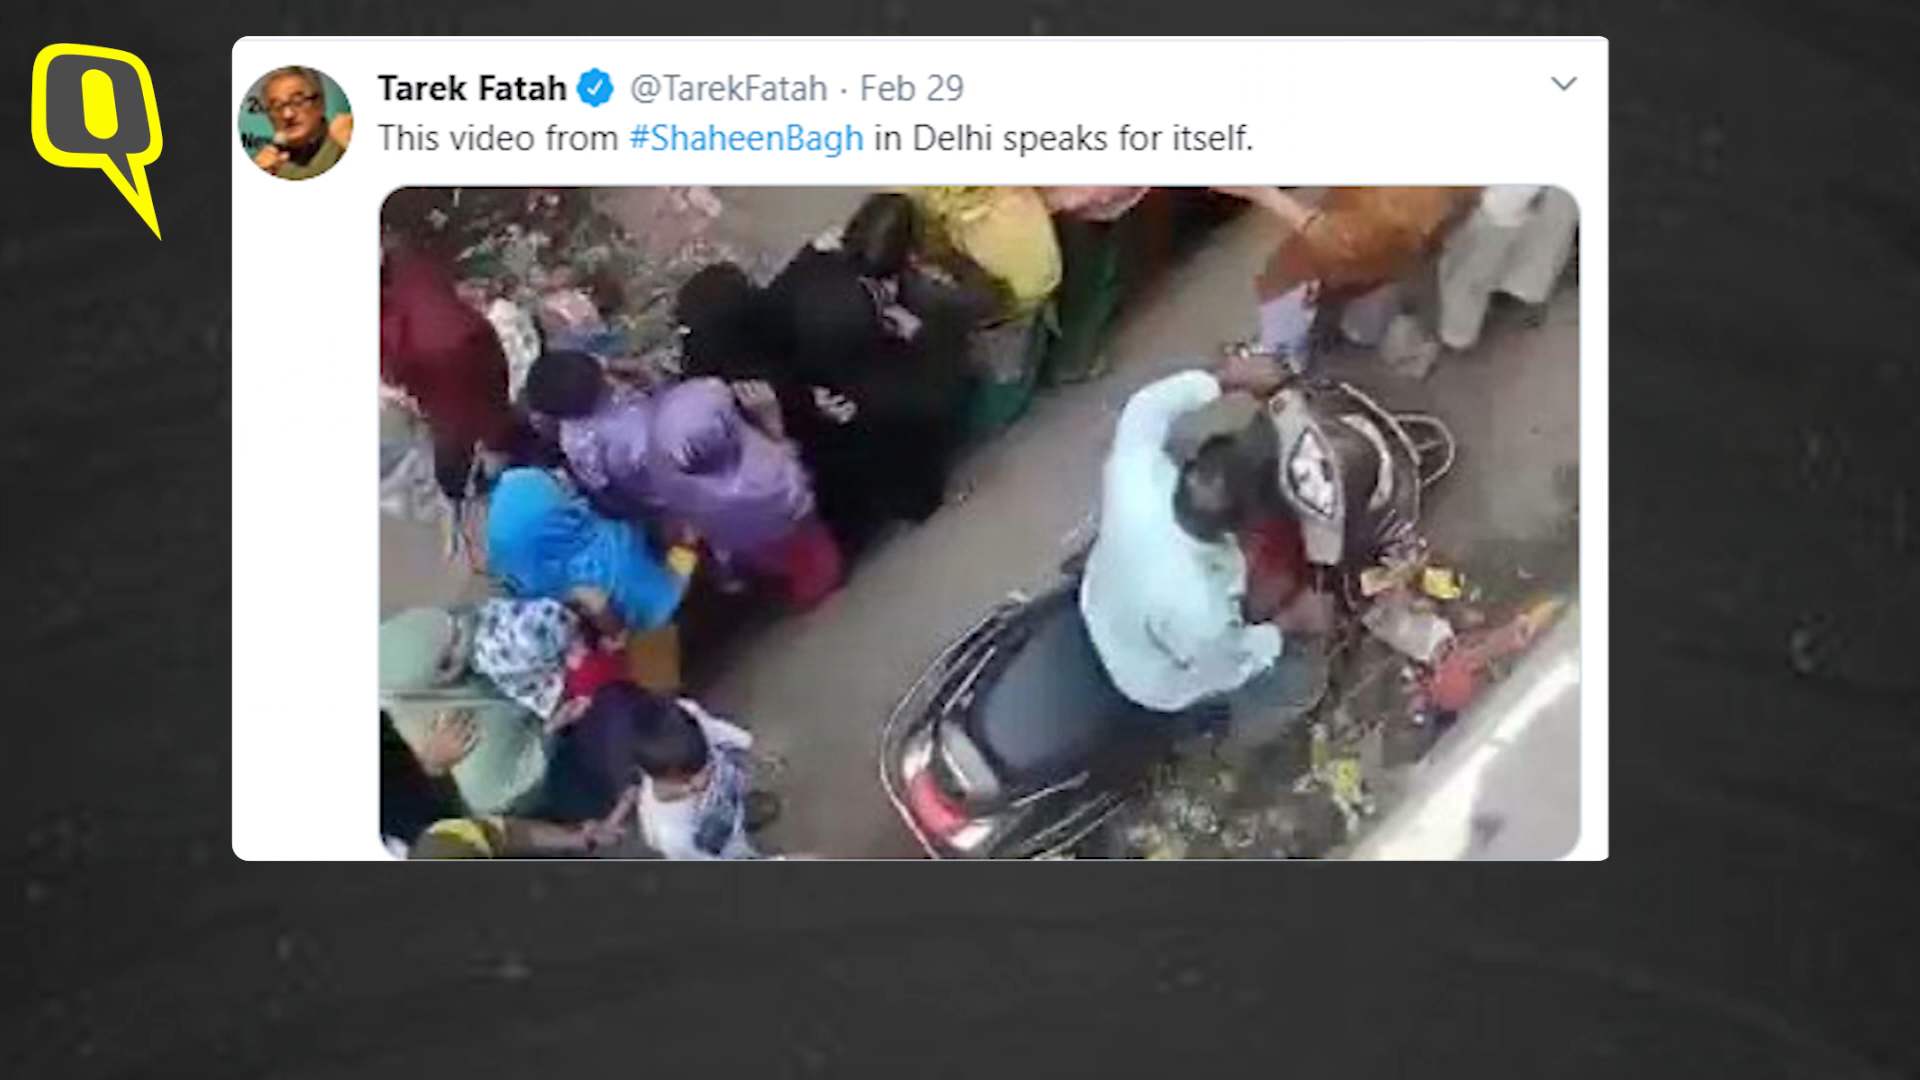 Tarek Fatah @TarekFatah · Feb 29
This video from #ShaheenBagh in Delhi speaks for itself.